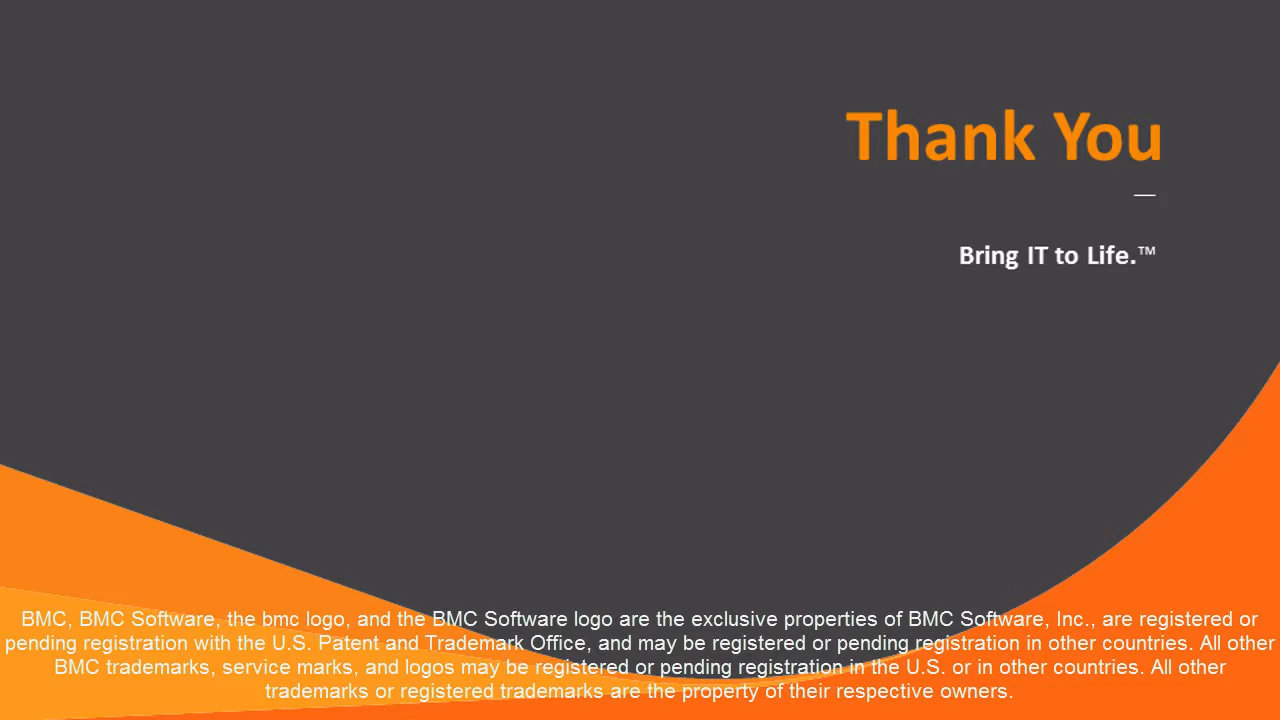 Thank You
—
Bring IT to Life.™
BMC, BMC Software, the bmc logo, and the BMC Software logo are the exclusive properties of BMC Software, Inc., are registered or
pending registration with the U.S. Patent and Trademark Office, and may be registered or pending registration in other countries. All other
BMC trademarks, service marks, and logos may be registered or pending registration in the U.S. or in other countries. All other
trademarks or registered trademarks are the property of their respective owners.